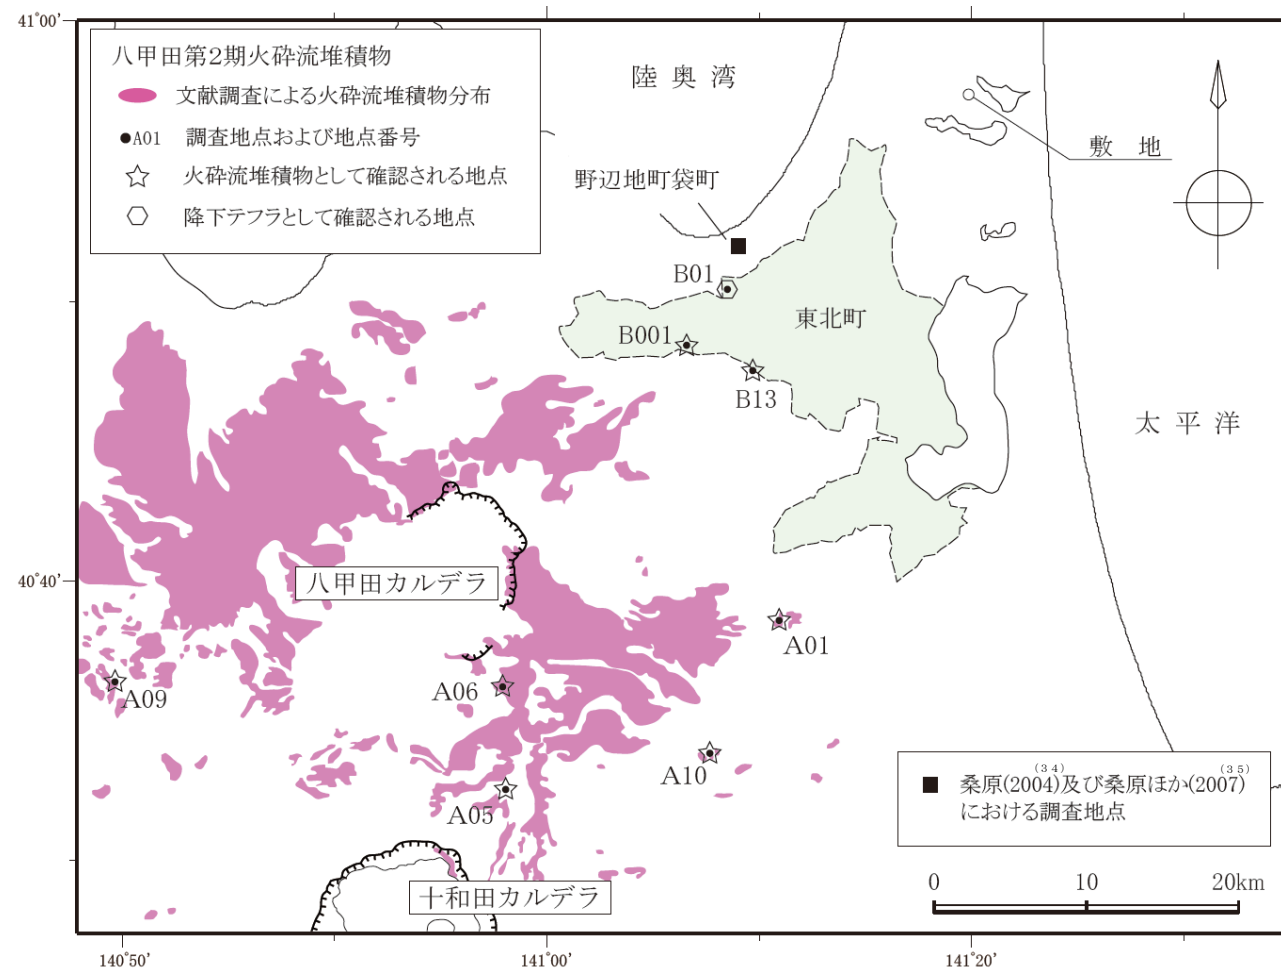 41°00'
八甲田第2期火砕流堆積物
文献調査による火砕流堆積物分布
A01 調査地点および地点番号
火砕流堆積物として確認される地点
降下テフラとして確認される地点
陸奥湾
敷地
野辺地町袋町
B01
東北町
B001
B13
太平洋
40°40'
八甲田カルデラ
A01
A06
A09
A10
A05
十和田カルデラ
桑原(2004)(34)及び桑原ほか(2007)(35)
における調査地点
0 10 20km
140°50' 141°00' 141°20'